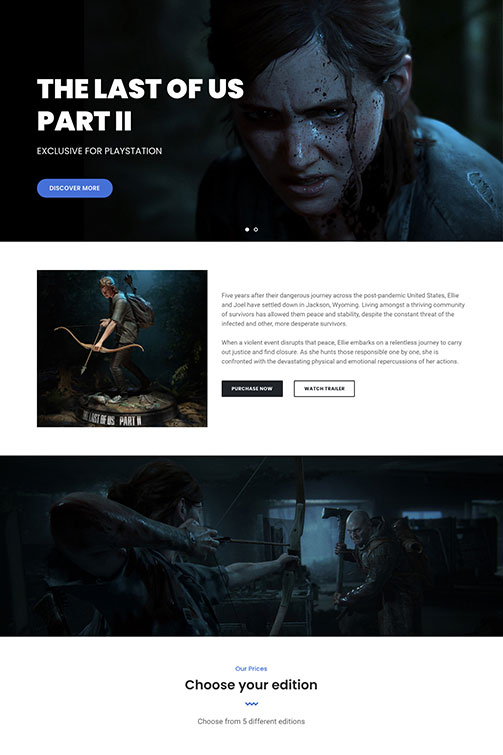 THE LAST OF US
PART II
EXCLUSIVE FOR PLAYSTATION
DISCOVER MORE
Five years after their dangerous journey across the post-pandemic United States, Ellie
and Joel have settled down in Jackson, Wyoming. Living amongst a thriving community
of survivors has allowed them peace and stability, despite the constant threat of the
infected and other, more desperate survivors.
When a violent event disrupts that peace, Ellie embarks on a relentless journey to carry
out justice and find closure. As she hunts those responsible one by one, she is
confronted with the devastating physical and emotional repercussions of her actions.
PURCHASE NOW
WATCH TRAILER
THE LAST OF US PART II
Our Prices
Choose your edition
Choose from 5 different editions